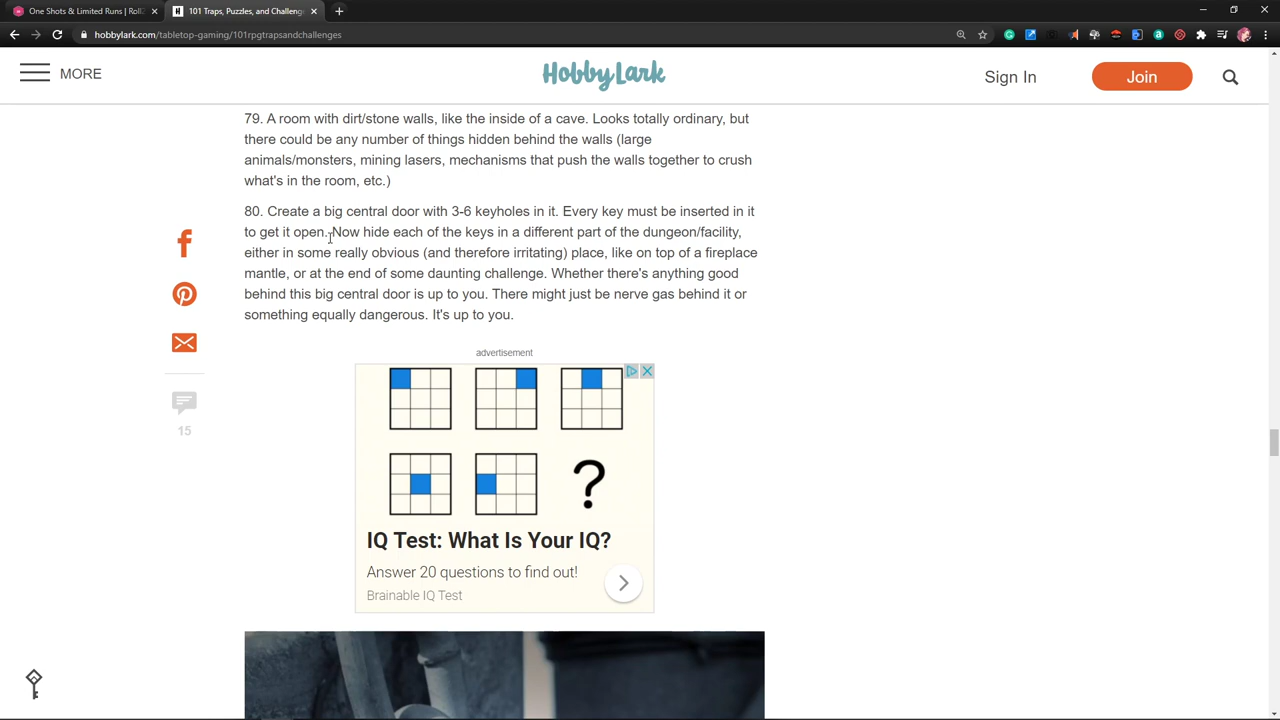 One Shots & Limited Runs | Roll2
101 Traps, Puzzles, and Challeng
hobbylark.com/tabletop-gaming/101rpgtrapsandchallenges
MORE
HobbyLark
Sign In
Join
79. A room with dirt/stone walls, like the inside of a cave. Looks totally ordinary, but
there could be any number of things hidden behind the walls (large
animals/monsters, mining lasers, mechanisms that push the walls together to crush
what's in the room, etc.)
80. Create a big central door with 3-6 keyholes in it. Every key must be inserted in it
to get it open. Now hide each of the keys in a different part of the dungeon/facility,
either in some really obvious (and therefore irritating) place, like on top of a fireplace
mantle, or at the end of some daunting challenge. Whether there's anything good
behind this big central door is up to you. There might just be nerve gas behind it or
something equally dangerous. It's up to you.
15
advertisement
?
IQ Test: What Is Your IQ?
Answer 20 questions to find out!
Brainable IQ Test